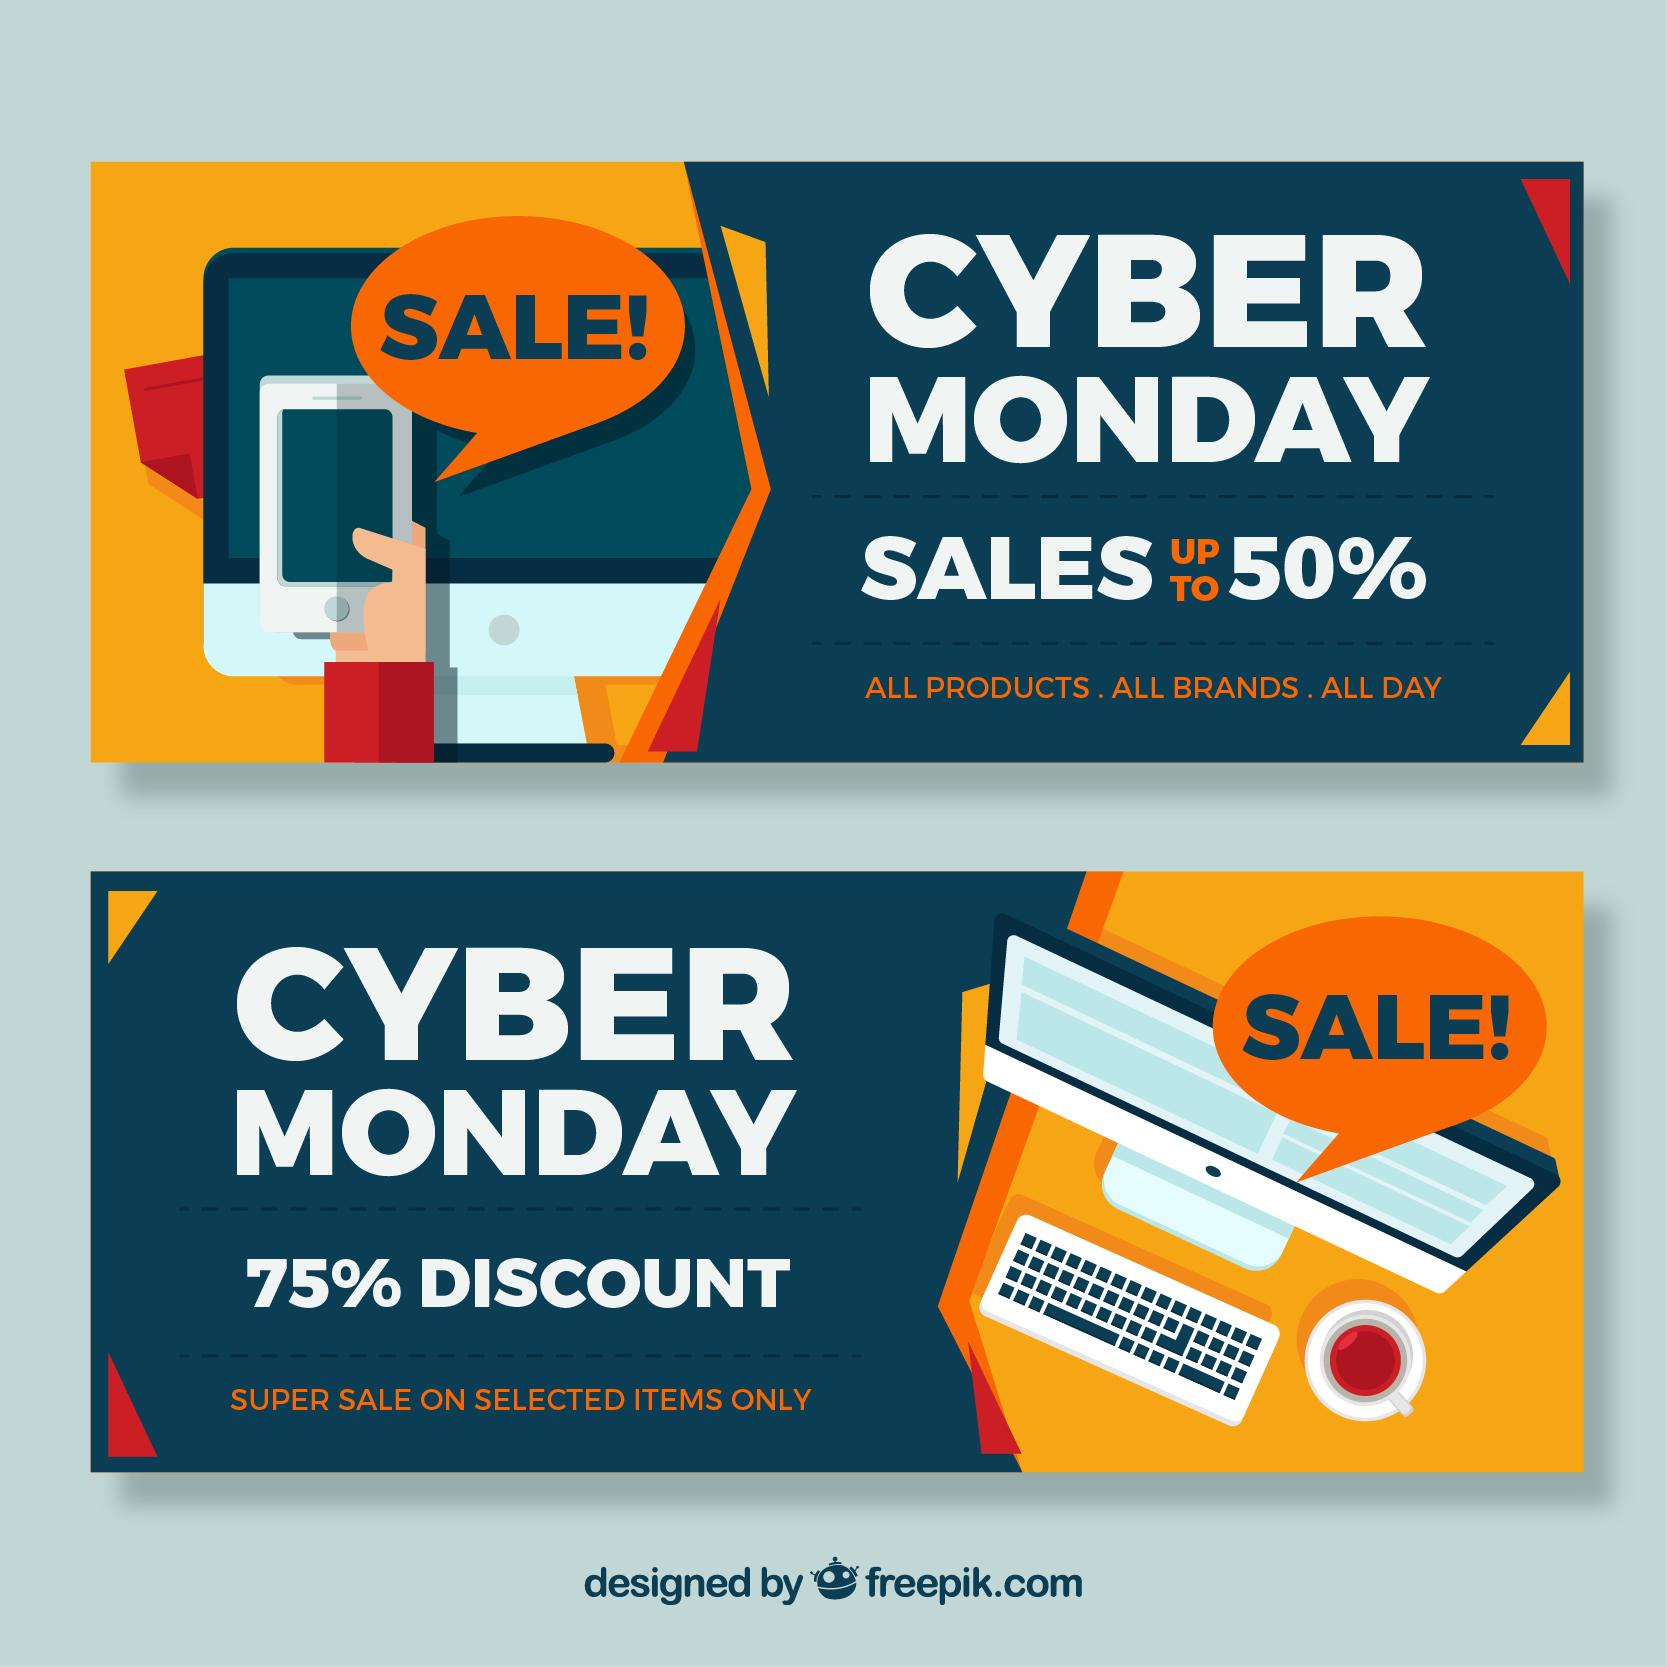 SALE!
CYBER
MONDAY
SALES UP TO 50%
ALL PRODUCTS . ALL BRANDS . ALL DAY
CYBER
MONDAY
75% DISCOUNT
SUPER SALE ON SELECTED ITEMS ONLY
SALE!
designed by freepik.com